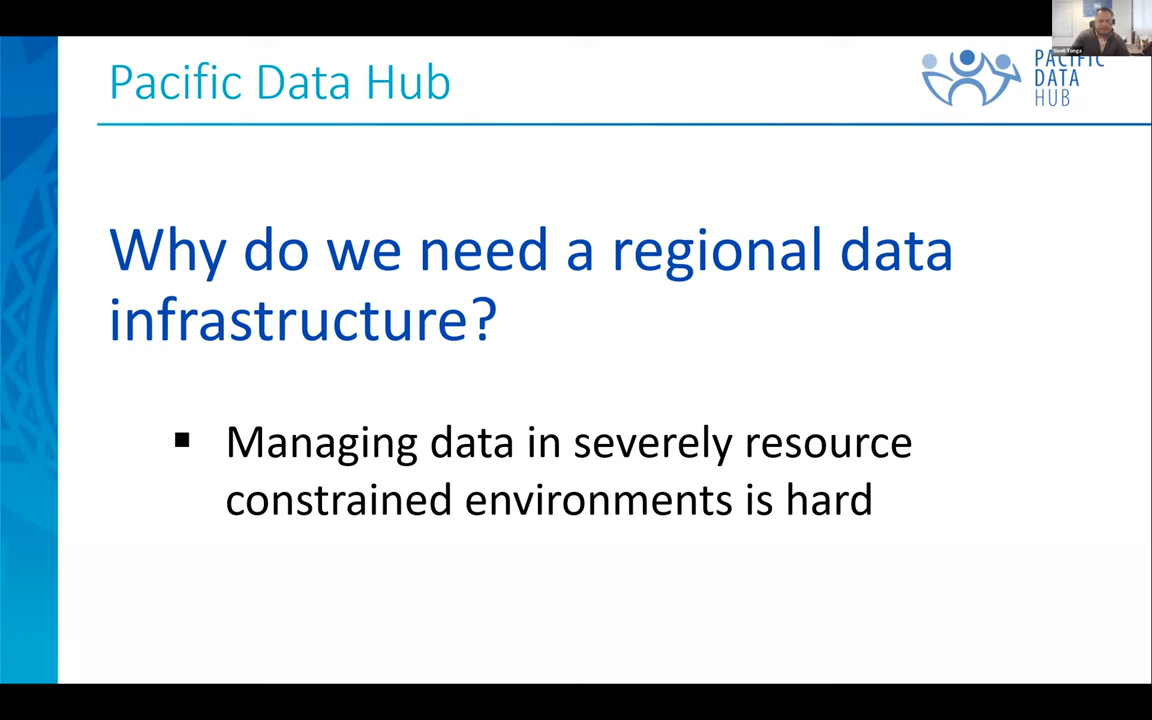 Pacific Data Hub
PACIFIC
DATA
HUB
Tonga
Why do we need a regional data
infrastructure?
▪ Managing data in severely resource
constrained environments is hard